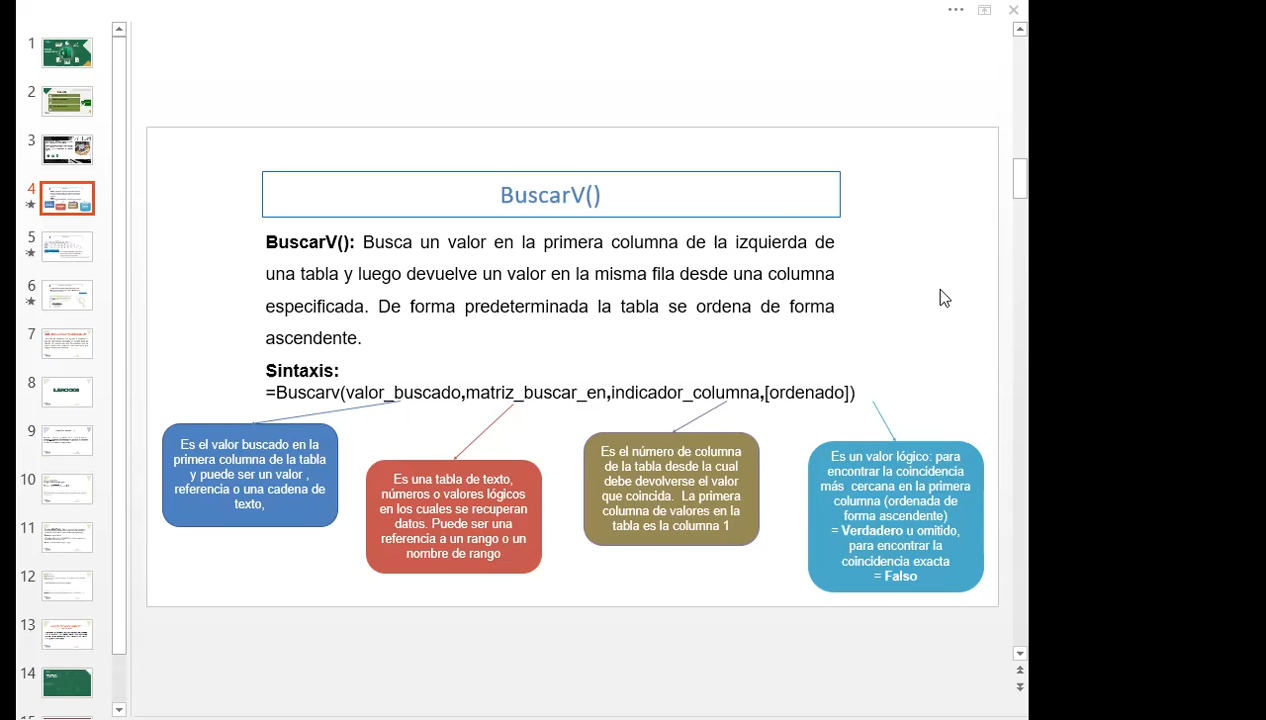 1
2
3
4
5
6
7
8
9
10
11
12
13
14
BuscarV()
BuscarV(): Busca un valor en la primera columna de la izquierda de
una tabla y luego devuelve un valor en la misma fila desde una columna
especificada. De forma predeterminada la tabla se ordena de forma
ascendente.
Sintaxis:
=Buscarv(valor_buscado,matriz_buscar_en,indicador_columna,[ordenado])
Es el valor buscado en la
primera columna de la tabla
y puede ser un valor ,
referencia o una cadena de
texto,
Es una tabla de texto,
números o valores lógicos
en los cuales se recuperan
datos. Puede ser una
referencia a un rango o un
nombre de rango
Es el número de columna
de la tabla desde la cual
debe devolverse el valor
que coincida. La primera
columna de valores en la
tabla es la columna 1
Es un valor lógico: para
encontrar la coincidencia
más cercana en la primera
columna (ordenada de
forma ascendente)
= Verdadero u omitido,
para encontrar la
coincidencia exacta
= Falso